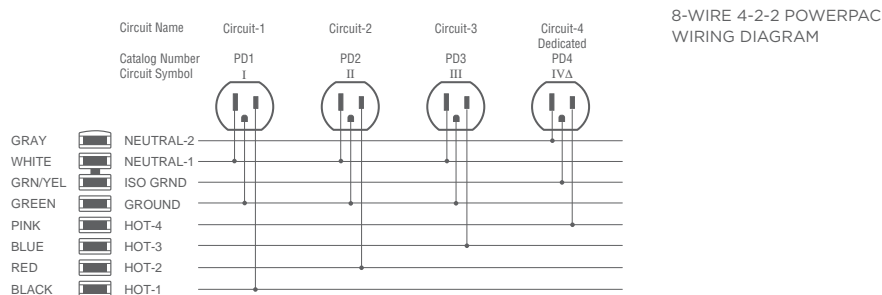 8-WIRE 4-2-2 POWERPAC
WIRING DIAGRAM
Circuit Name Circuit-1 Circuit-2 Circuit-3 Circuit-4
Dedicated
Catalog Number PD1 PD2 PD3 PD4
Circuit Symbol I II III IVΔ
GRAY NEUTRAL-2
WHITE NEUTRAL-1
GRN/YEL ISO GRND
GREEN GROUND
PINK HOT-4
BLUE HOT-3
RED HOT-2
BLACK HOT-1